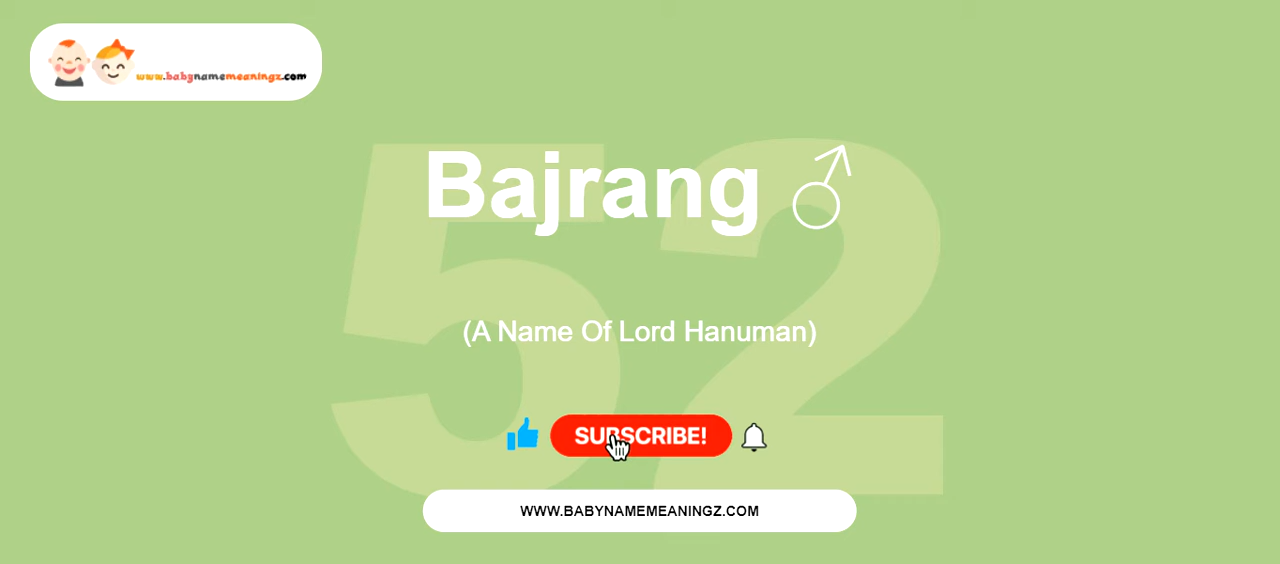 www.babynamemeaningz.com
52
Bajrang ♂
(A Name Of Lord Hanuman)
SUBSCRIBE!
WWW.BABYNAMEMEANINGZ.COM